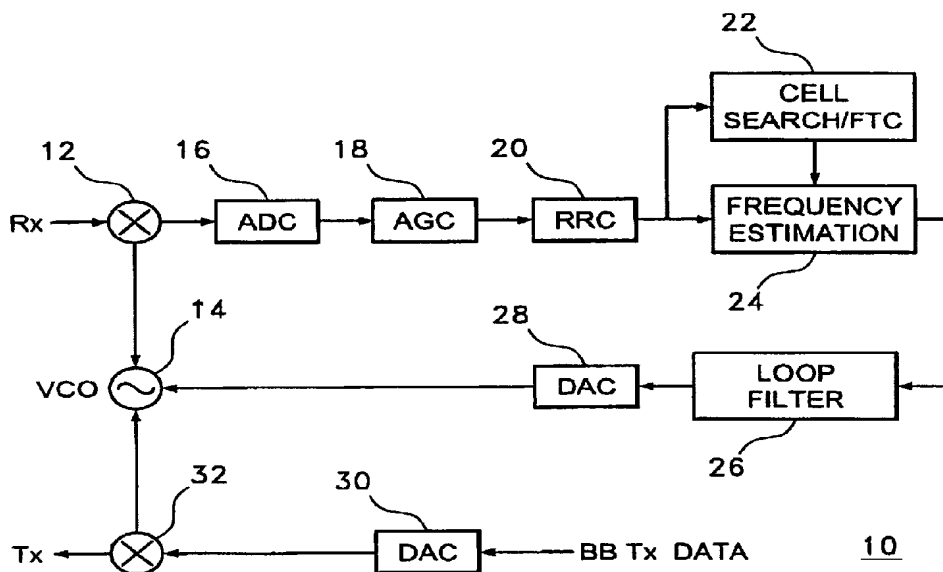 22
CELL
SEARCH/FTC
12
16
18
20
Rx
ADC
AGC
RRC
FREQUENCY
ESTIMATION
24
14
28
VCO
DAC
LOOP
FILTER
26
32
30
Tx
DAC
BB Tx DATA
10